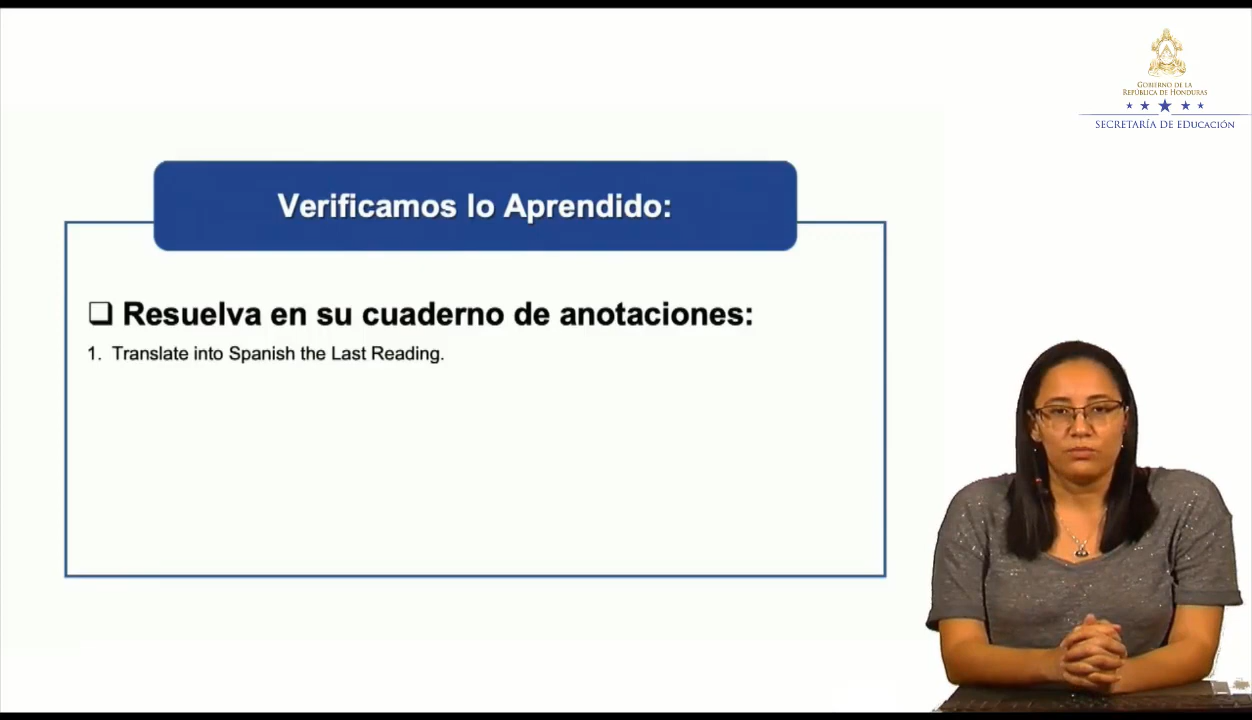 GOBIERNO DE LA
REPÚBLICA DE HONDURAS
SECRETARÍA DE EDUCACIÓN
Verificamos lo Aprendido:
Resuelva en su cuaderno de anotaciones:
1. Translate into Spanish the Last Reading.